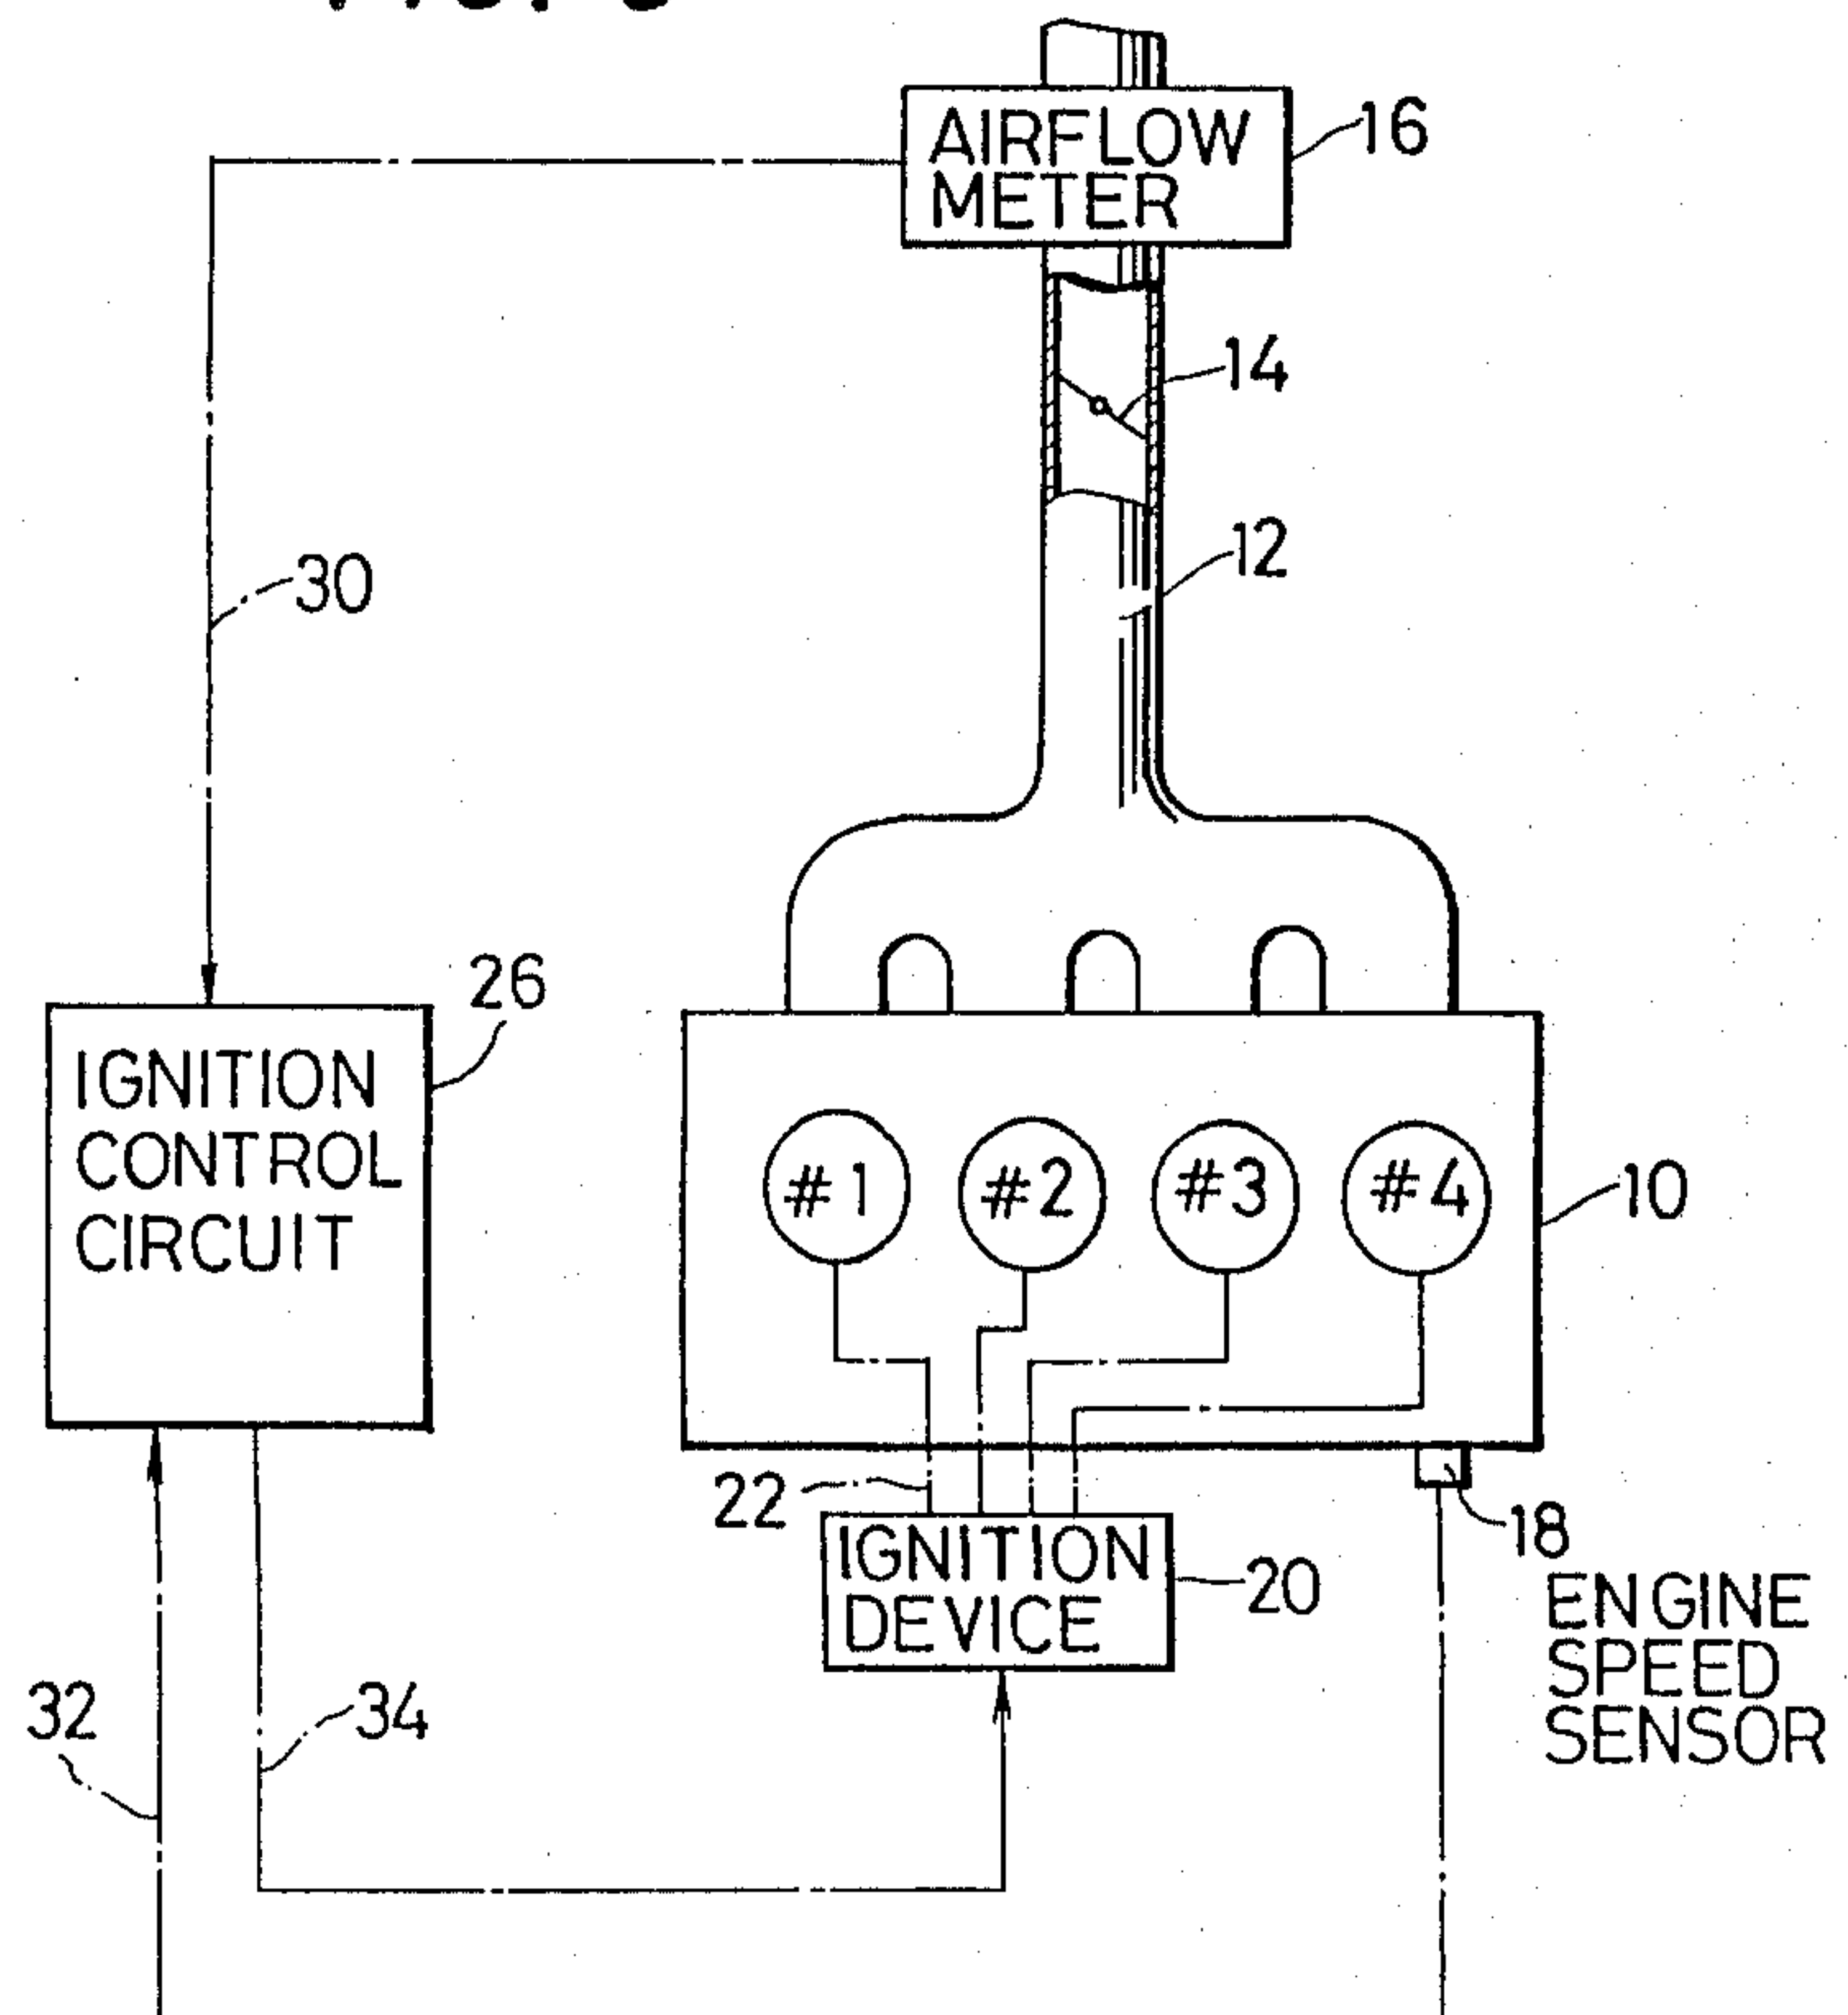 AIRFLOW
METER
16
14
12
30
26
IGNITION
CONTROL
CIRCUIT
#1 #2 #3 #4
10
22
IGNITION
DEVICE
20
18
ENGINE
SPEED
SENSOR
32
34